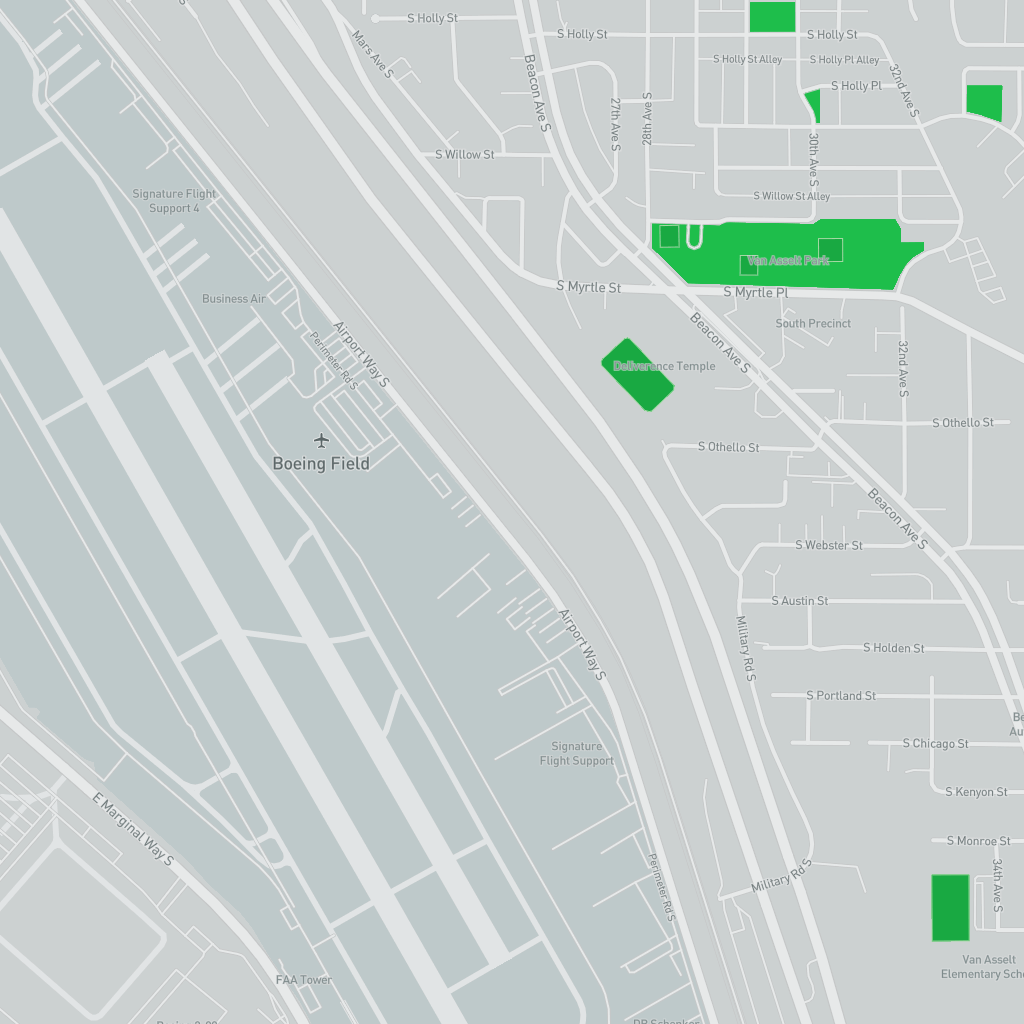 S Holly St
S Holly St
S Holly St
Mars Ave S
Beacon Ave S
S Holly St Alley
S Holly Pl Alley
32nd Ave S
S Holly Pl
27th Ave S
28th Ave S
30th Ave S
S Willow St
Signature Flight
Support 4
S Willow St Alley
Van Asselt Park
S Myrtle St
S Myrtle Pl
Business Air
Airport Way S
Perimeter Rd S
Beacon Ave S
South Precinct
32nd Ave S
Deliverence Temple
S Othello St
S Othello St
Boeing Field
Beacon Ave S
S Webster St
S Austin St
Airport Way S
Military Rd S
S Holden St
S Portland St
S Chicago St
Signature
Flight Support
S Kenyon St
E Marginal Way S
S Monroe St
Perimeter Rd S
Military Rd S
34th Ave S
Van Asselt
Elementary Scho
FAA Tower
DB Schenker